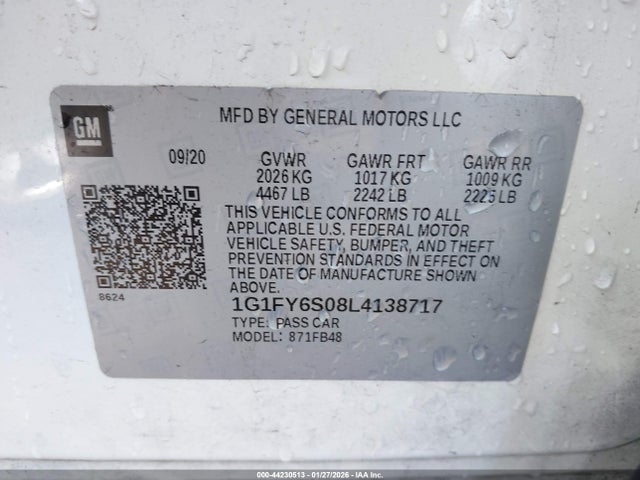 GM
MFD BY GENERAL MOTORS LLC
09/20 GVWR GAWR FRT GAWR RR
2026 KG 1017 KG 1009 KG
4467 LB 2242 LB 2225 LB
THIS VEHICLE CONFORMS TO ALL
APPLICABLE U.S. FEDERAL MOTOR
VEHICLE SAFETY, BUMPER, AND THEFT
PREVENTION STANDARDS IN EFFECT ON
THE DATE OF MANUFACTURE SHOWN
ABOVE.
8624
1G1FY6S08L4138717
TYPE: PASS CAR
MODEL: 871FB48
000-44230513 - 01/27/2026 - IAAI.COM